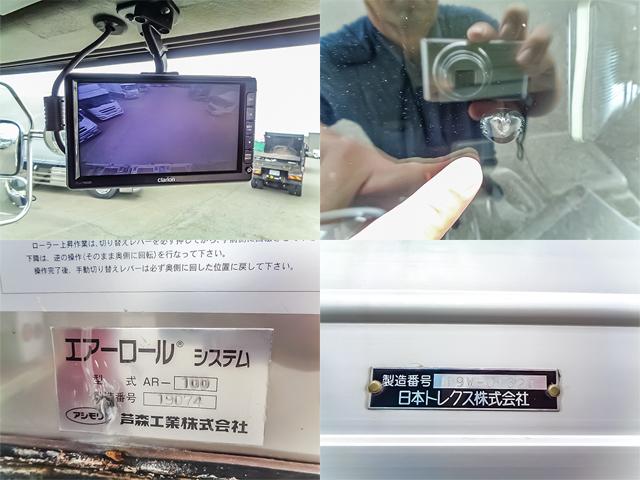 Clarion
ローラー上昇作業は、切り替えレバーを必ず押してから、手前側に回転させて
下降は、逆の操作(そのまま奥側に回転)を行なって下さい。
操作完了後、手動切り替えレバーは必ず奥側に回した位置に戻して下さい。
エアーロール® システム
型 式 AR-100
製造番号 19074
アシモリ 芦森工業株式会社
製造番号
日本トレクス株式会社